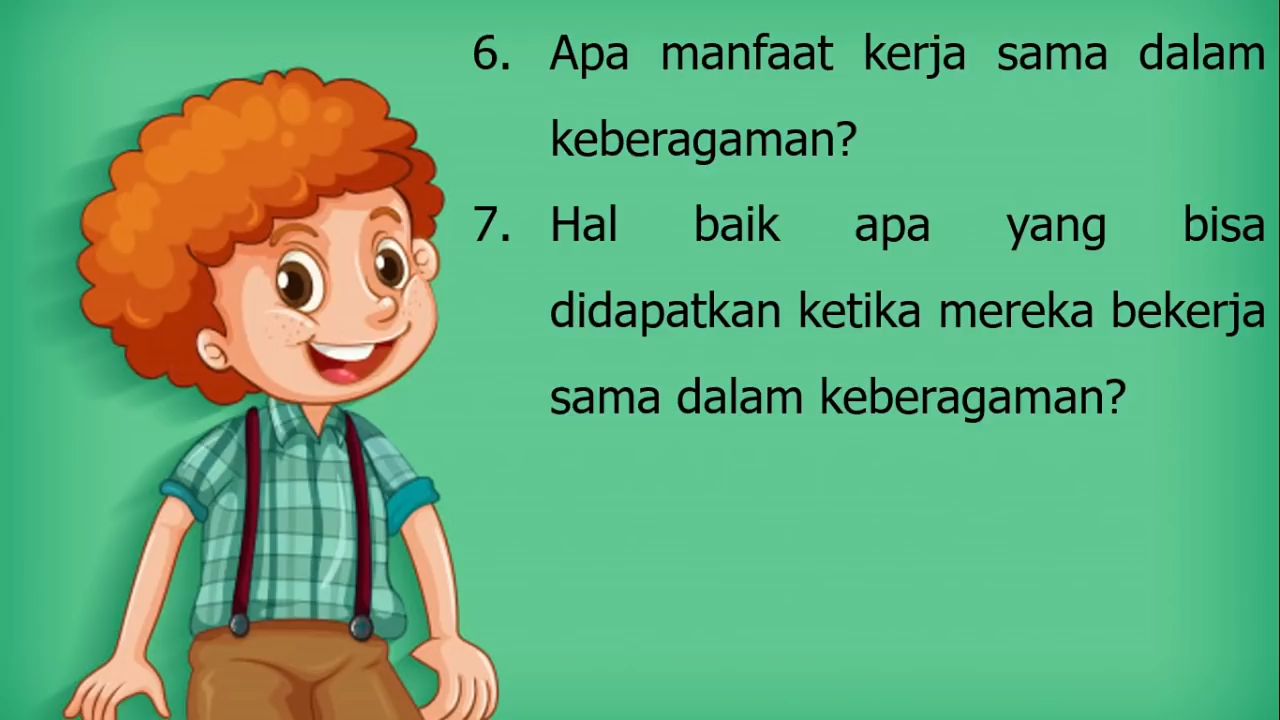 6. Apa manfaat kerja sama dalam
keberagaman?
7. Hal baik apa yang bisa
didapatkan ketika mereka bekerja
sama dalam keberagaman?